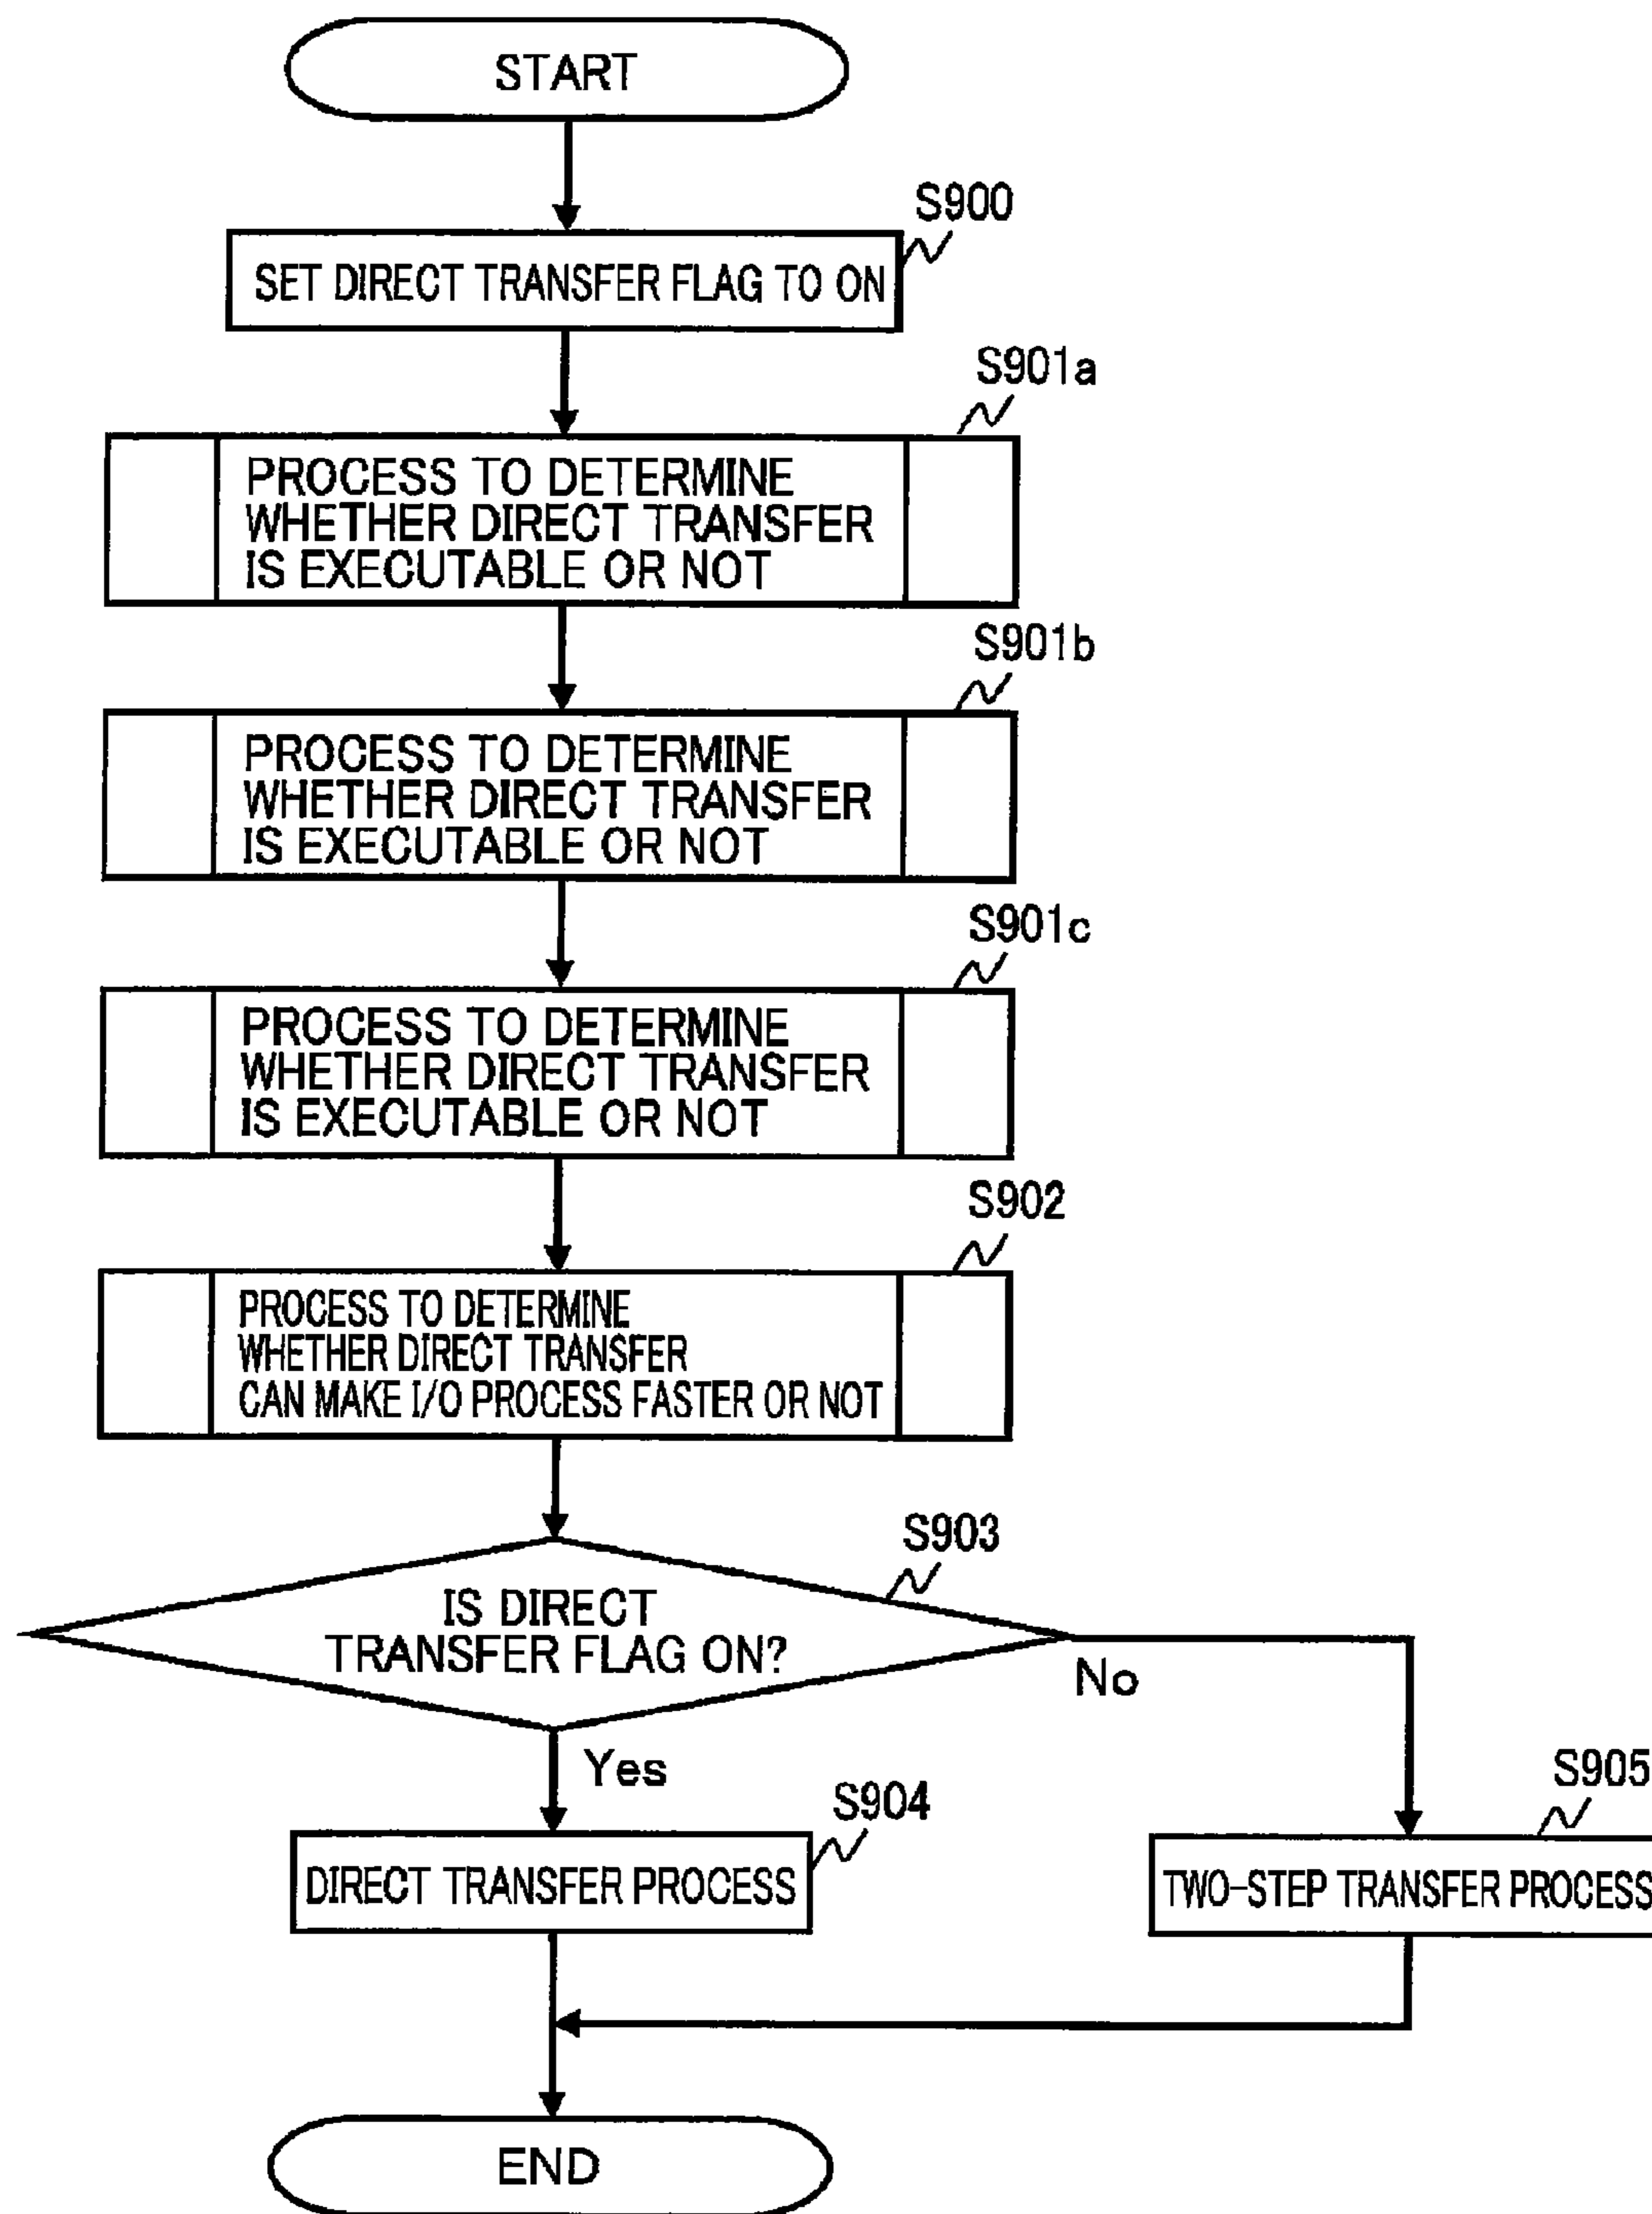 START
S900
SET DIRECT TRANSFER FLAG TO ON
S901a
PROCESS TO DETERMINE
WHETHER DIRECT TRANSFER
IS EXECUTABLE OR NOT
S901b
PROCESS TO DETERMINE
WHETHER DIRECT TRANSFER
IS EXECUTABLE OR NOT
S901c
PROCESS TO DETERMINE
WHETHER DIRECT TRANSFER
IS EXECUTABLE OR NOT
S902
PROCESS TO DETERMINE
WHETHER DIRECT TRANSFER
CAN MAKE I/O PROCESS FASTER OR NOT
S903
IS DIRECT
TRANSFER FLAG ON?
No
Yes
S904
S905
DIRECT TRANSFER PROCESS
TWO-STEP TRANSFER PROCESS
END